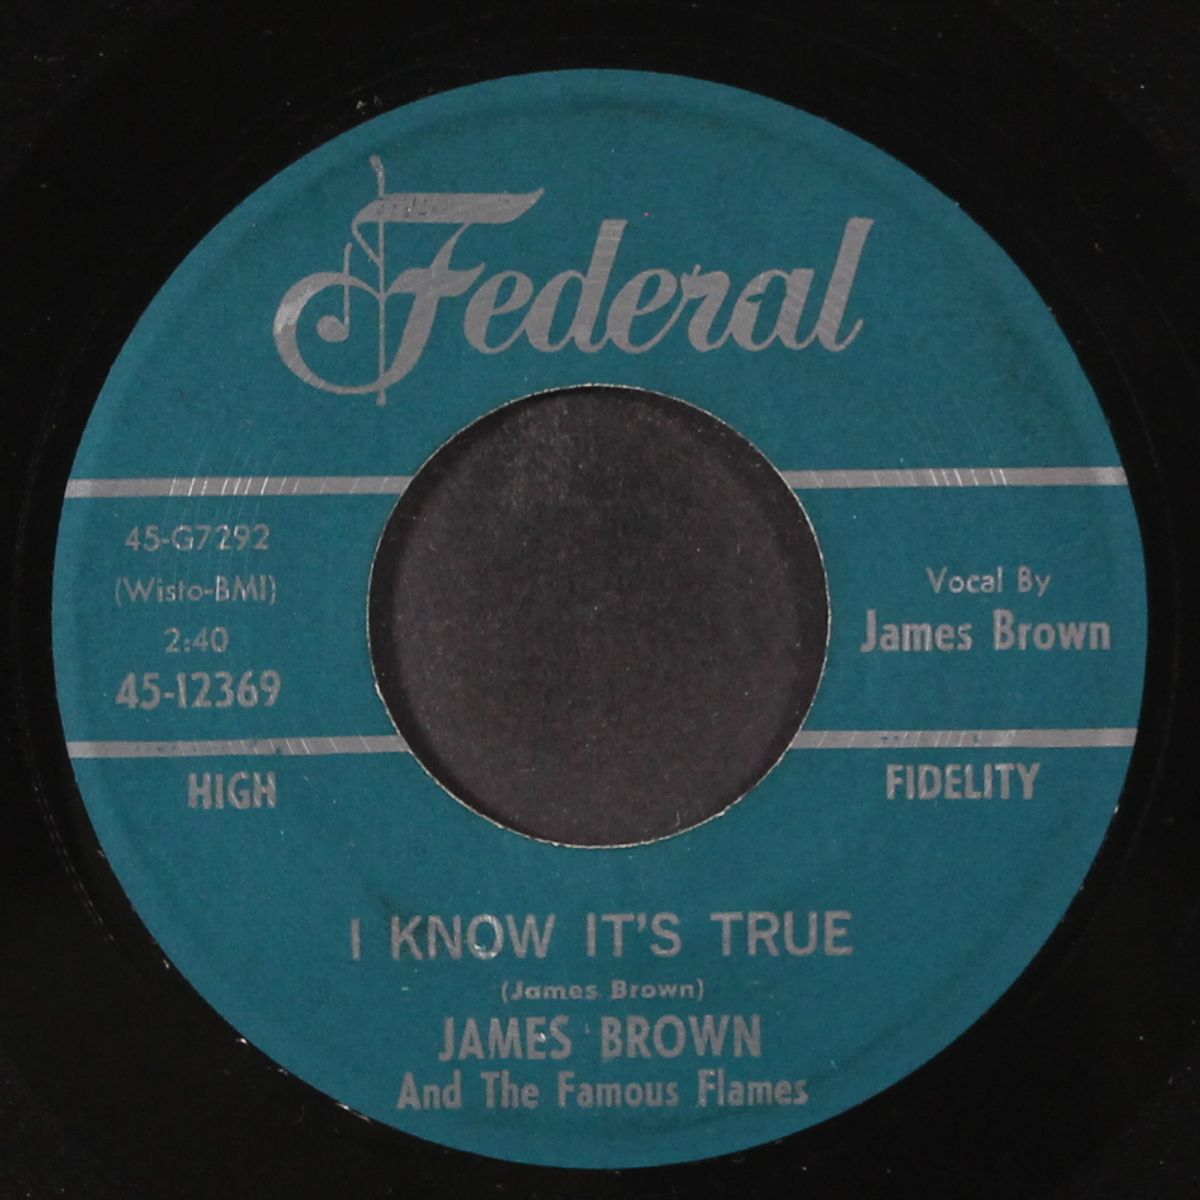 Federal
45-G7292
(Wisto-BMI)
2:40
45-12369
Vocal By
James Brown
HIGH FIDELITY
I KNOW IT'S TRUE
(James Brown)
JAMES BROWN
And The Famous Flames